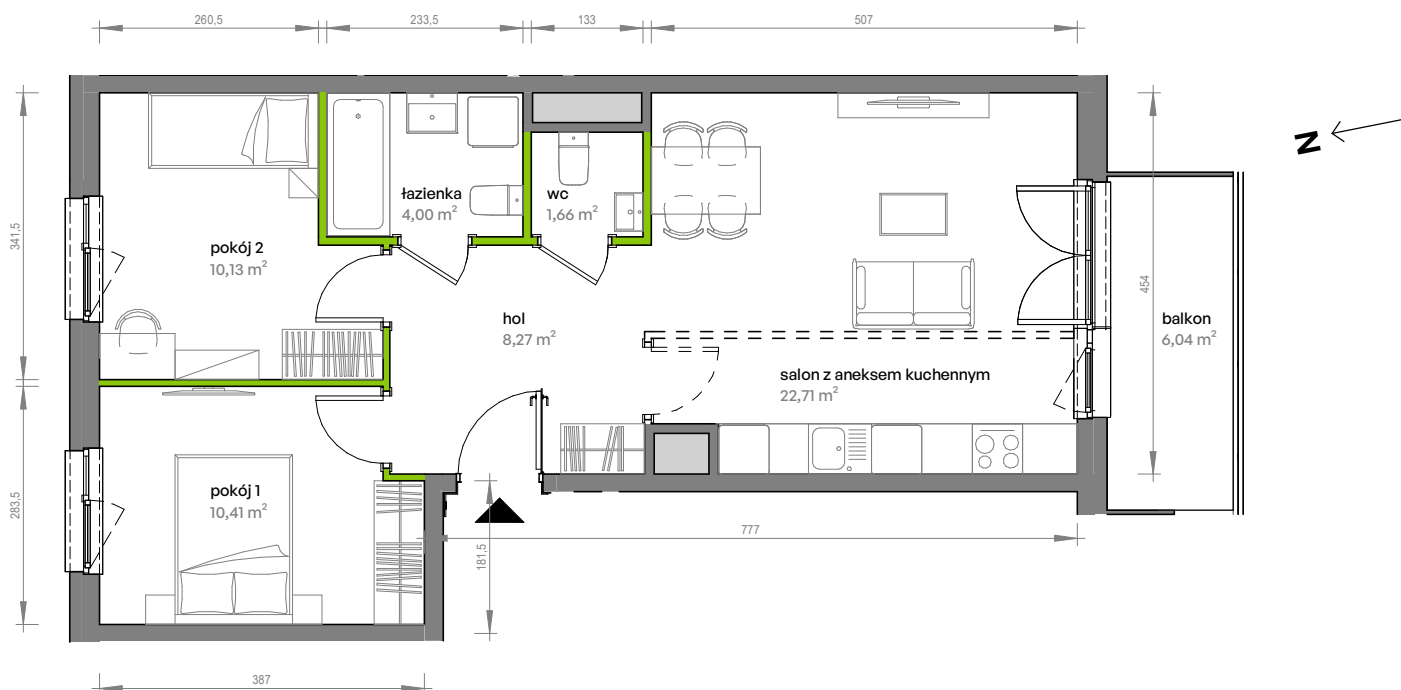 260,5
233,5
133
507
N
łazienka
4,00 m²
wc
1,66 m²
pokój 2
10,13 m²
341,5
454
hol
8,27 m²
balkon
6,04 m²
salon z aneksem kuchennym
22,71 m²
pokój 1
10,41 m²
283,5
181,5
777
387